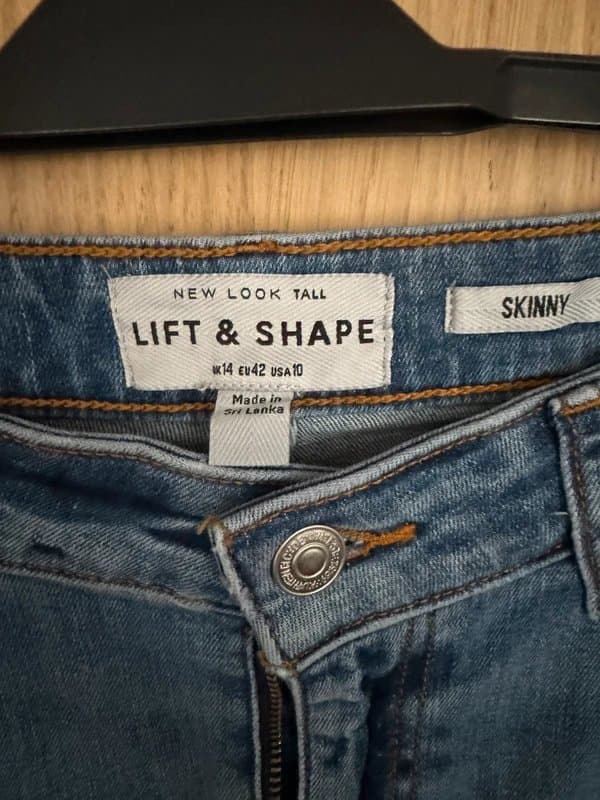 NEW LOOK TALL
LIFT & SHAPE
UK14 EU42 USA10
SKINNY
Made in
Sri Lanka